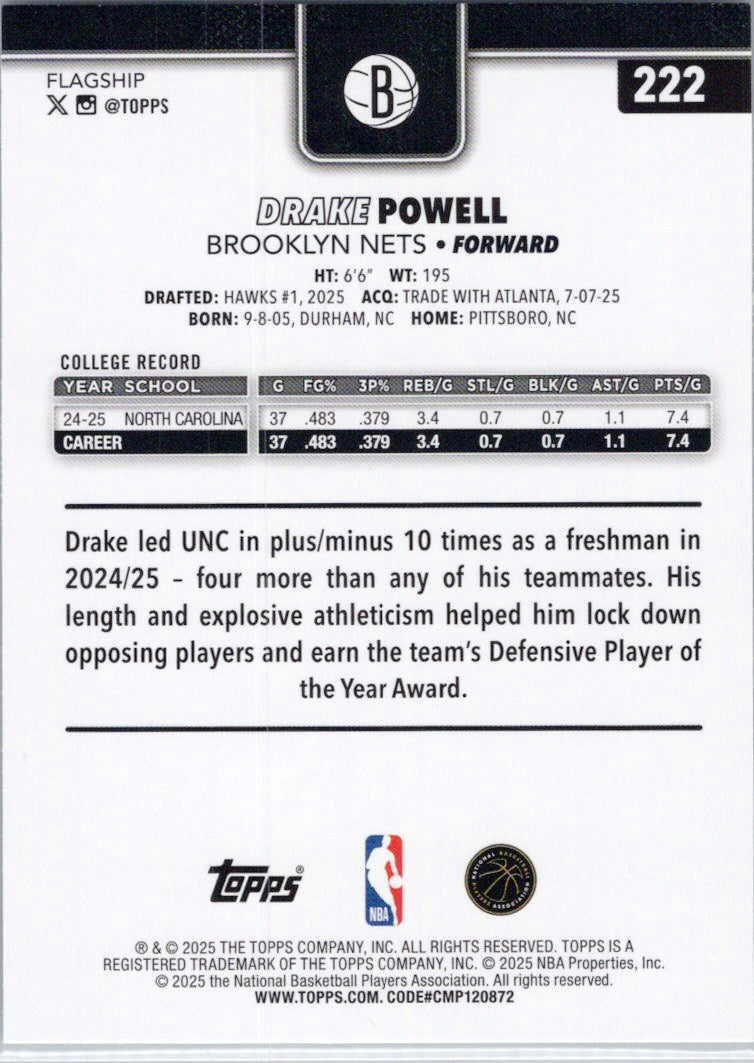 FLAGSHIP
X @TOPPS
B
222
DRAKE POWELL
BROOKLYN NETS • FORWARD
HT: 6'6" WT: 195
DRAFTED: HAWKS #1, 2025 ACQ: TRADE WITH ATLANTA, 7-07-25
BORN: 9-8-05, DURHAM, NC HOME: PITTSBORO, NC
COLLEGE RECORD
YEAR SCHOOL G FG% 3P% REB/G STL/G BLK/G AST/G PTS/G
24-25 NORTH CAROLINA 37 .483 .379 3.4 0.7 0.7 1.1 7.4
CAREER 37 .483 .379 3.4 0.7 0.7 1.1 7.4
Drake led UNC in plus/minus 10 times as a freshman in
2024/25 – four more than any of his teammates. His
length and explosive athleticism helped him lock down
opposing players and earn the team's Defensive Player of
the Year Award.
Topps®
NBA
NATIONAL BASKETBALL PLAYERS ASSOCIATION
® & © 2025 THE TOPPS COMPANY, INC. ALL RIGHTS RESERVED. TOPPS IS A
REGISTERED TRADEMARK OF THE TOPPS COMPANY, INC. © 2025 NBA Properties, Inc.
© 2025 the National Basketball Players Association. All rights reserved.
WWW.TOPPS.COM. CODE#CMP120872